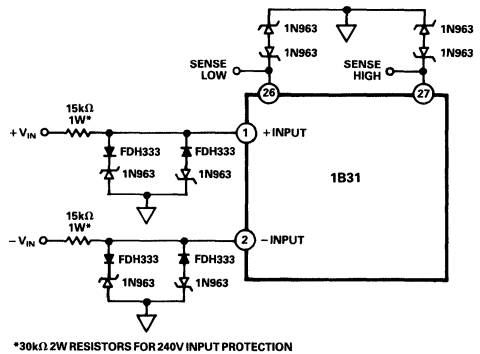 1N963
1N963
1N963
1N963
SENSE
LOW
SENSE
HIGH
26
27
15kΩ
1W*
+VIN
1
+INPUT
FDH333
FDH333
1N963
1N963
1B31
15kΩ
1W*
−VIN
2
−INPUT
FDH333
FDH333
1N963
1N963
*30kΩ 2W RESISTORS FOR 240V INPUT PROTECTION